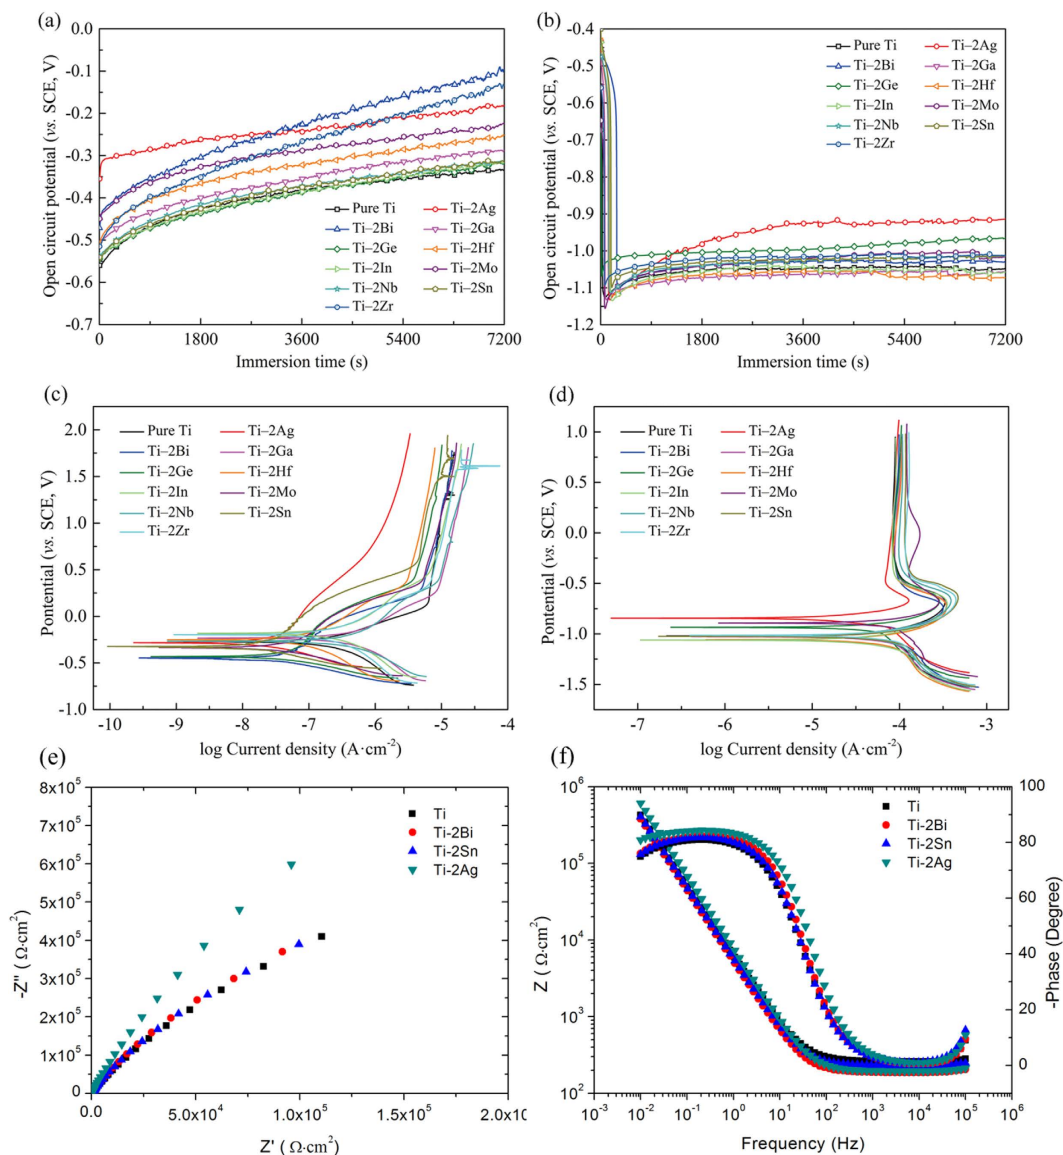 (a)
0.0
-0.1
-0.2
-0.3
-0.4
-0.5
-0.6
-0.7
Open circuit potential (vs. SCE, V)
0 1800 3600 5400 7200
Immersion time (s)
Pure Ti Ti–2Ag
Ti–2Bi Ti–2Ga
Ti–2Ge Ti–2Hf
Ti–2In Ti–2Mo
Ti–2Nb Ti–2Sn
Ti–2Zr
(b)
-0.4
-0.5
-0.6
-0.7
-0.8
-0.9
-1.0
-1.1
-1.2
Open circuit potential (vs. SCE, V)
0 1800 3600 5400 7200
Immersion time (s)
Pure Ti Ti–2Ag
Ti–2Bi Ti–2Ga
Ti–2Ge Ti–2Hf
Ti–2In Ti–2Mo
Ti–2Nb Ti–2Sn
Ti–2Zr
(c)
2.0
1.5
1.0
0.5
0.0
-0.5
-1.0
Pontential (vs. SCE, V)
-10 -9 -8 -7 -6 -5 -4
log Current density (A·cm⁻²)
Pure Ti Ti–2Ag
Ti–2Bi Ti–2Ga
Ti–2Ge Ti–2Hf
Ti–2In Ti–2Mo
Ti–2Nb Ti–2Sn
Ti–2Zr
(d)
1.0
0.5
0.0
-0.5
-1.0
-1.5
Pontential (vs. SCE, V)
-7 -6 -5 -4 -3
log Current density (A·cm⁻²)
Pure Ti Ti–2Ag
Ti–2Bi Ti–2Ga
Ti–2Ge Ti–2Hf
Ti–2In Ti–2Mo
Ti–2Nb Ti–2Sn
Ti–2Zr
(e)
8x10⁵
7x10⁵
6x10⁵
5x10⁵
4x10⁵
3x10⁵
2x10⁵
1x10⁵
0
-Z'' ( Ω·cm²)
0.0 5.0x10⁴ 1.0x10⁵ 1.5x10⁵ 2.0x1
Z' ( Ω·cm²)
Ti
Ti-2Bi
Ti-2Sn
Ti-2Ag
(f)
10⁶
10⁵
10⁴
10³
10²
Z ( Ω·cm²)
10⁻³ 10⁻² 10⁻¹ 10⁰ 10¹ 10² 10³ 10⁴ 10⁵ 10⁶
Frequency (Hz)
Ti
Ti-2Bi
Ti-2Sn
Ti-2Ag
100
80
60
40
20
0
-Phase (Degree)